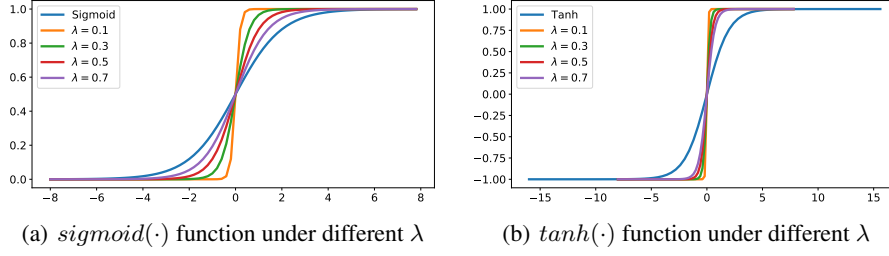 1.0
0.8
0.6
0.4
0.2
0.0
Sigmoid
λ = 0.1
λ = 0.3
λ = 0.5
λ = 0.7
−8 −6 −4 −2 0 2 4 6 8
(a) sigmoid(·) function under different λ
1.00
0.75
0.50
0.25
0.00
−0.25
−0.50
−0.75
−1.00
Tanh
λ = 0.1
λ = 0.3
λ = 0.5
λ = 0.7
−15 −10 −5 0 5 10 15
(b) tanh(·) function under different λ